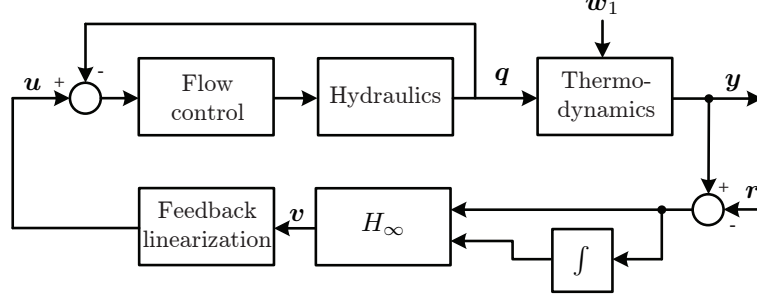 w₁
u
+
-
Flow
control
Hydraulics
q
Thermo-
dynamics
y
Feedback
linearization
v
H∞
∫
+
-
r